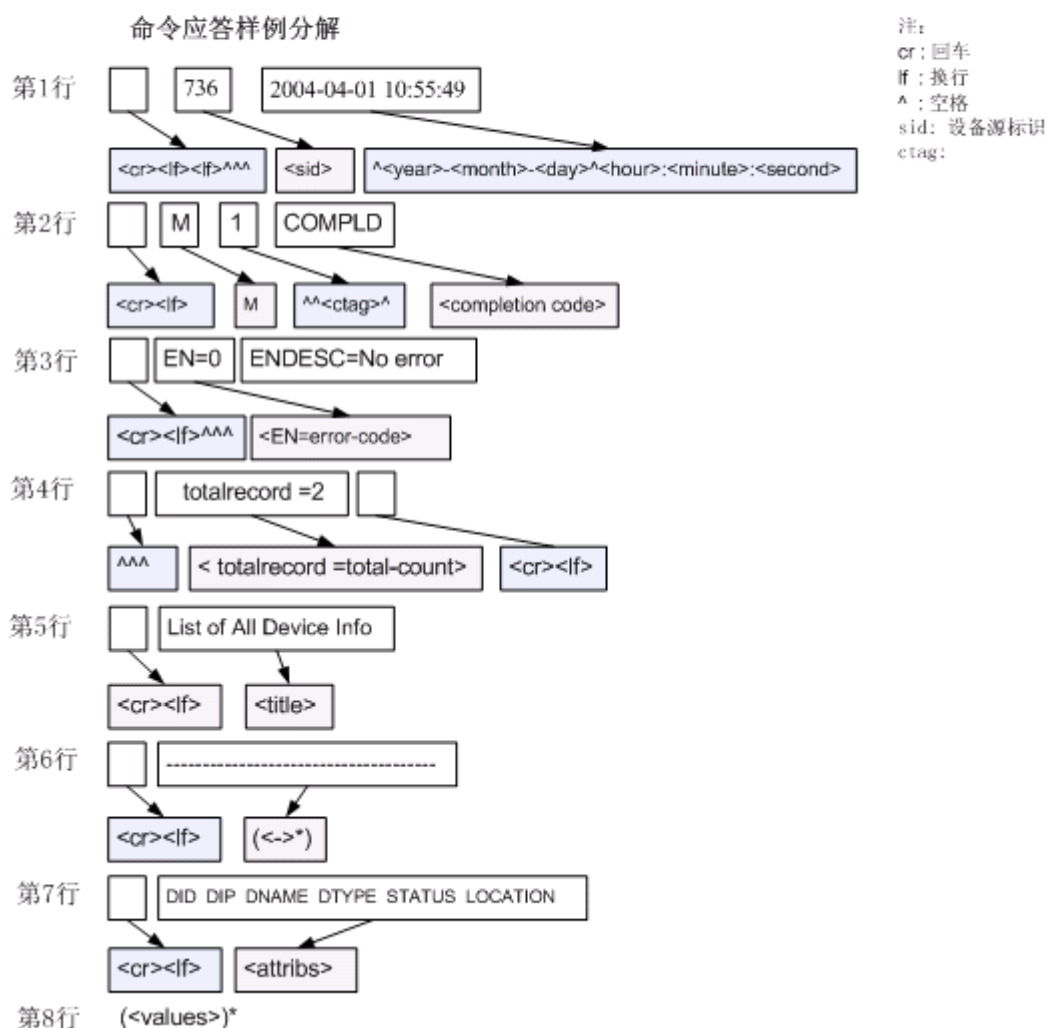 命令应答样例分解
注:
cr : 回车
lf : 换行
^ : 空格
sid: 设备源标识
ctag:
第1行
736
2004-04-01 10:55:49
<cr><lf><lf>^^^
<sid>
^<year>-<month>-<day>^<hour>:<minute>:<second>
第2行
M
1
COMPLD
<cr><lf>
M
^^<ctag>^
<completion code>
第3行
EN=0
ENDESC=No error
<cr><lf>^^^
<EN=error-code>
第4行
totalrecord =2
^^^
< totalrecord =total-count>
<cr><lf>
第5行
List of All Device Info
<cr><lf>
<title>
第6行
-------------------------------------
<cr><lf>
(<->*)
第7行
DID DIP DNAME DTYPE STATUS LOCATION
<cr><lf>
<attribs>
第8行
(<values>)*